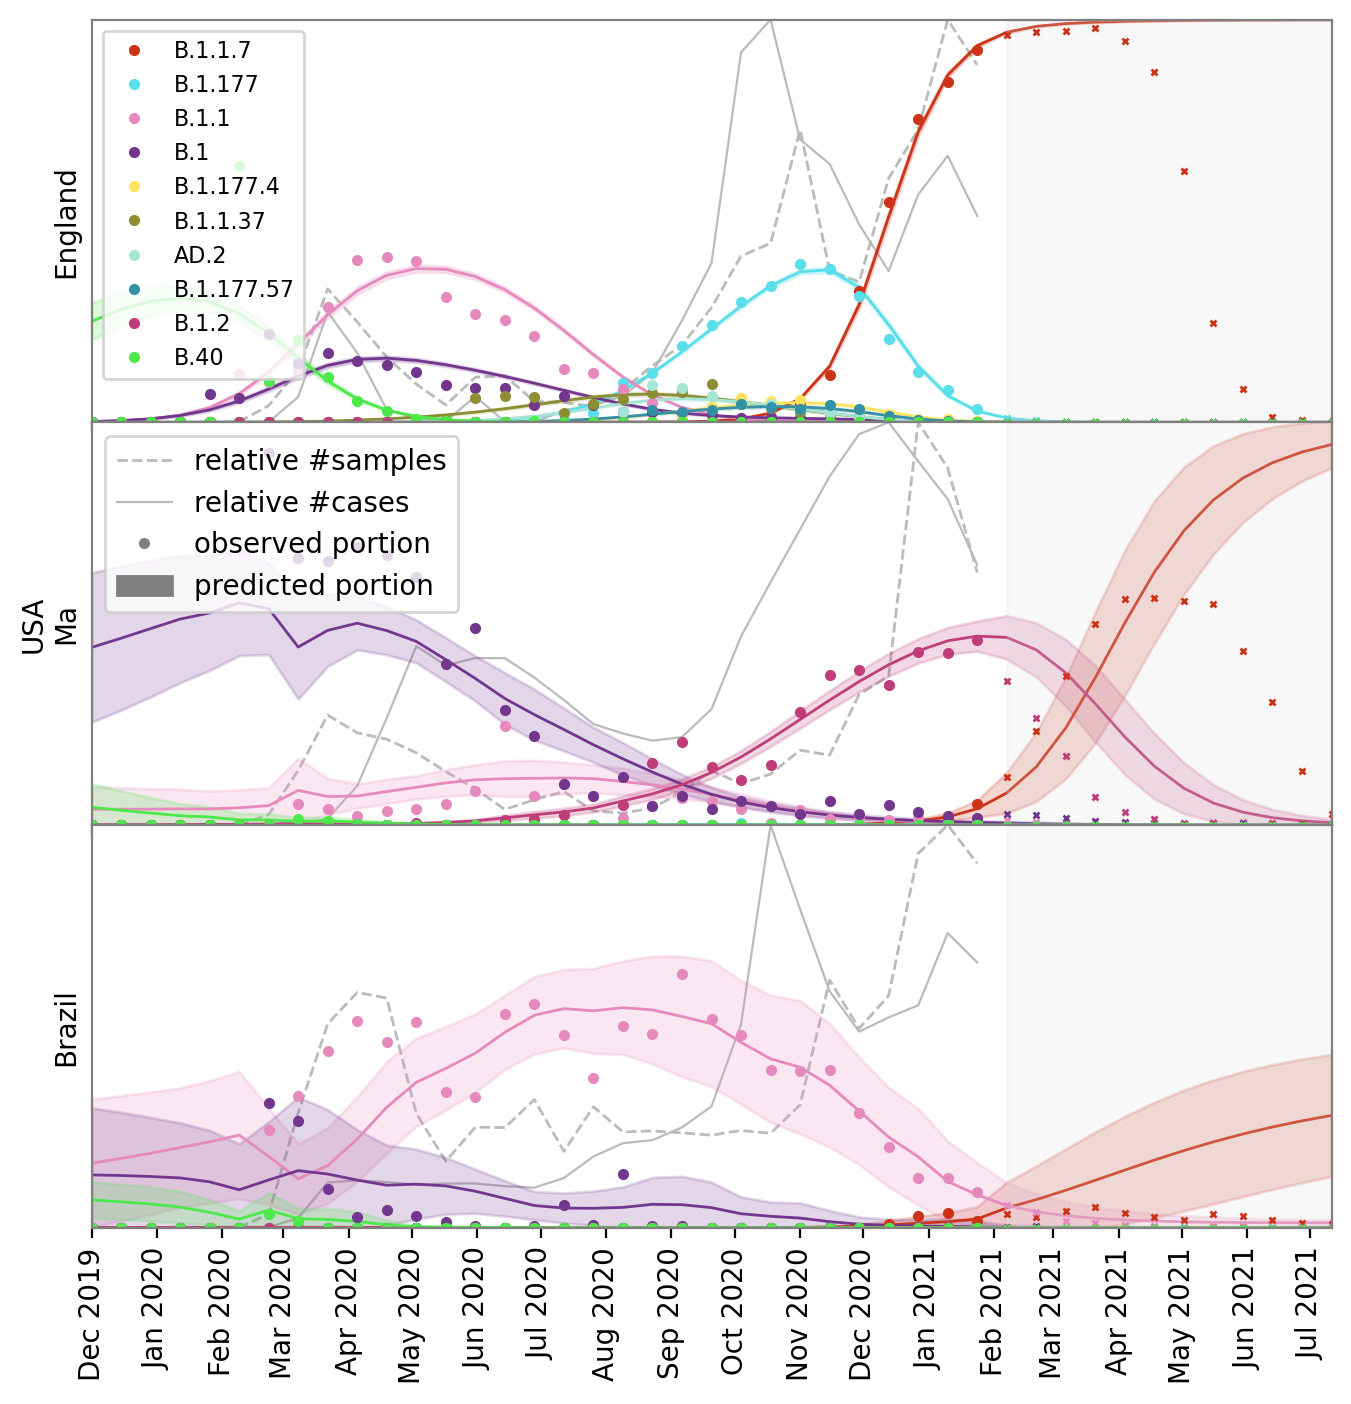 England
B.1.1.7
B.1.177
B.1.1
B.1
B.1.177.4
B.1.1.37
AD.2
B.1.177.57
B.1.2
B.40
USA
Ma
relative #samples
relative #cases
observed portion
predicted portion
Brazil
Dec 2019
Jan 2020
Feb 2020
Mar 2020
Apr 2020
May 2020
Jun 2020
Jul 2020
Aug 2020
Sep 2020
Oct 2020
Nov 2020
Dec 2020
Jan 2021
Feb 2021
Mar 2021
Apr 2021
May 2021
Jun 2021
Jul 2021